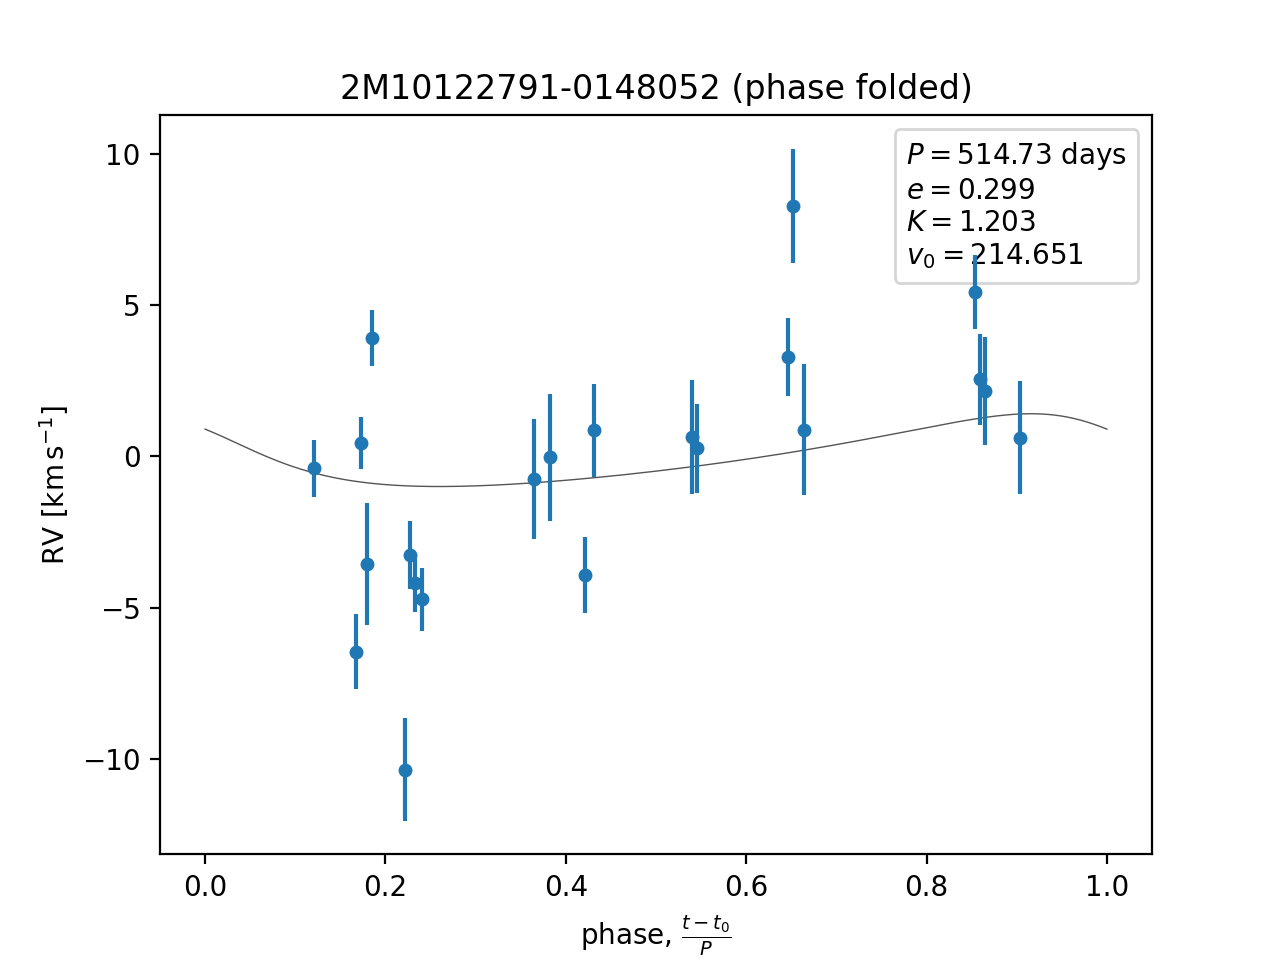 2M10122791-0148052 (phase folded)
P = 514.73 days
e = 0.299
K = 1.203
v₀ = 214.651
10
5
0
−5
−10
RV [km s⁻¹]
0.0 0.2 0.4 0.6 0.8 1.0
phase, (t − t₀)/P